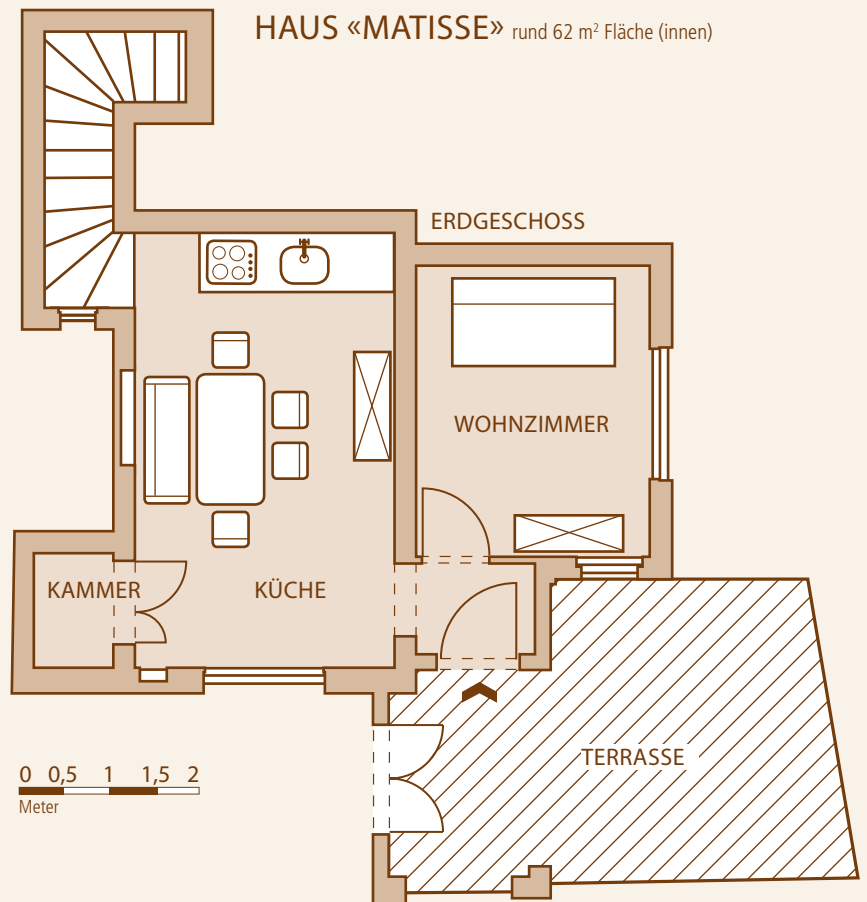 HAUS «MATISSE» rund 62 m² Fläche (innen)
ERDGESCHOSS
WOHNZIMMER
KAMMER
KÜCHE
TERRASSE
0 0,5 1 1,5 2
Meter